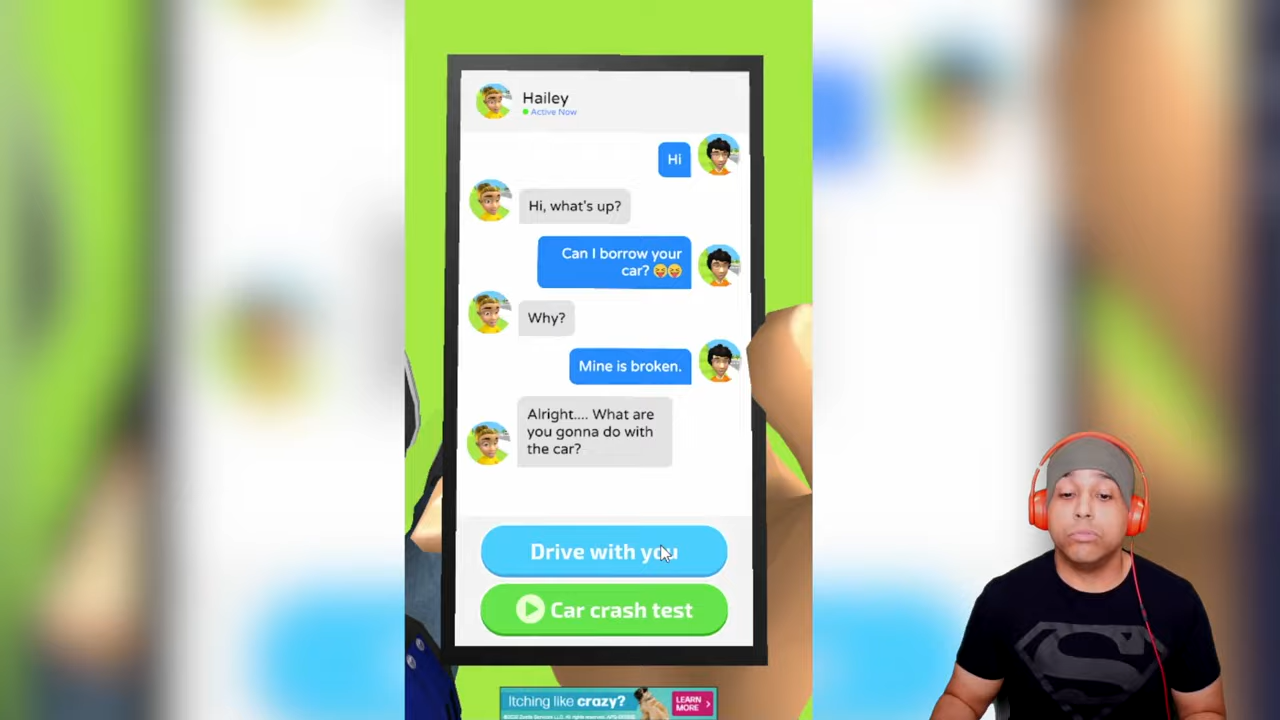 Hailey
Active Now
Hi
Hi, what's up?
Can I borrow your
car? 😝😝
Why?
Mine is broken.
Alright.... What are
you gonna do with
the car?
Drive with you
Car crash test
Itching like crazy?
LEARN
MORE